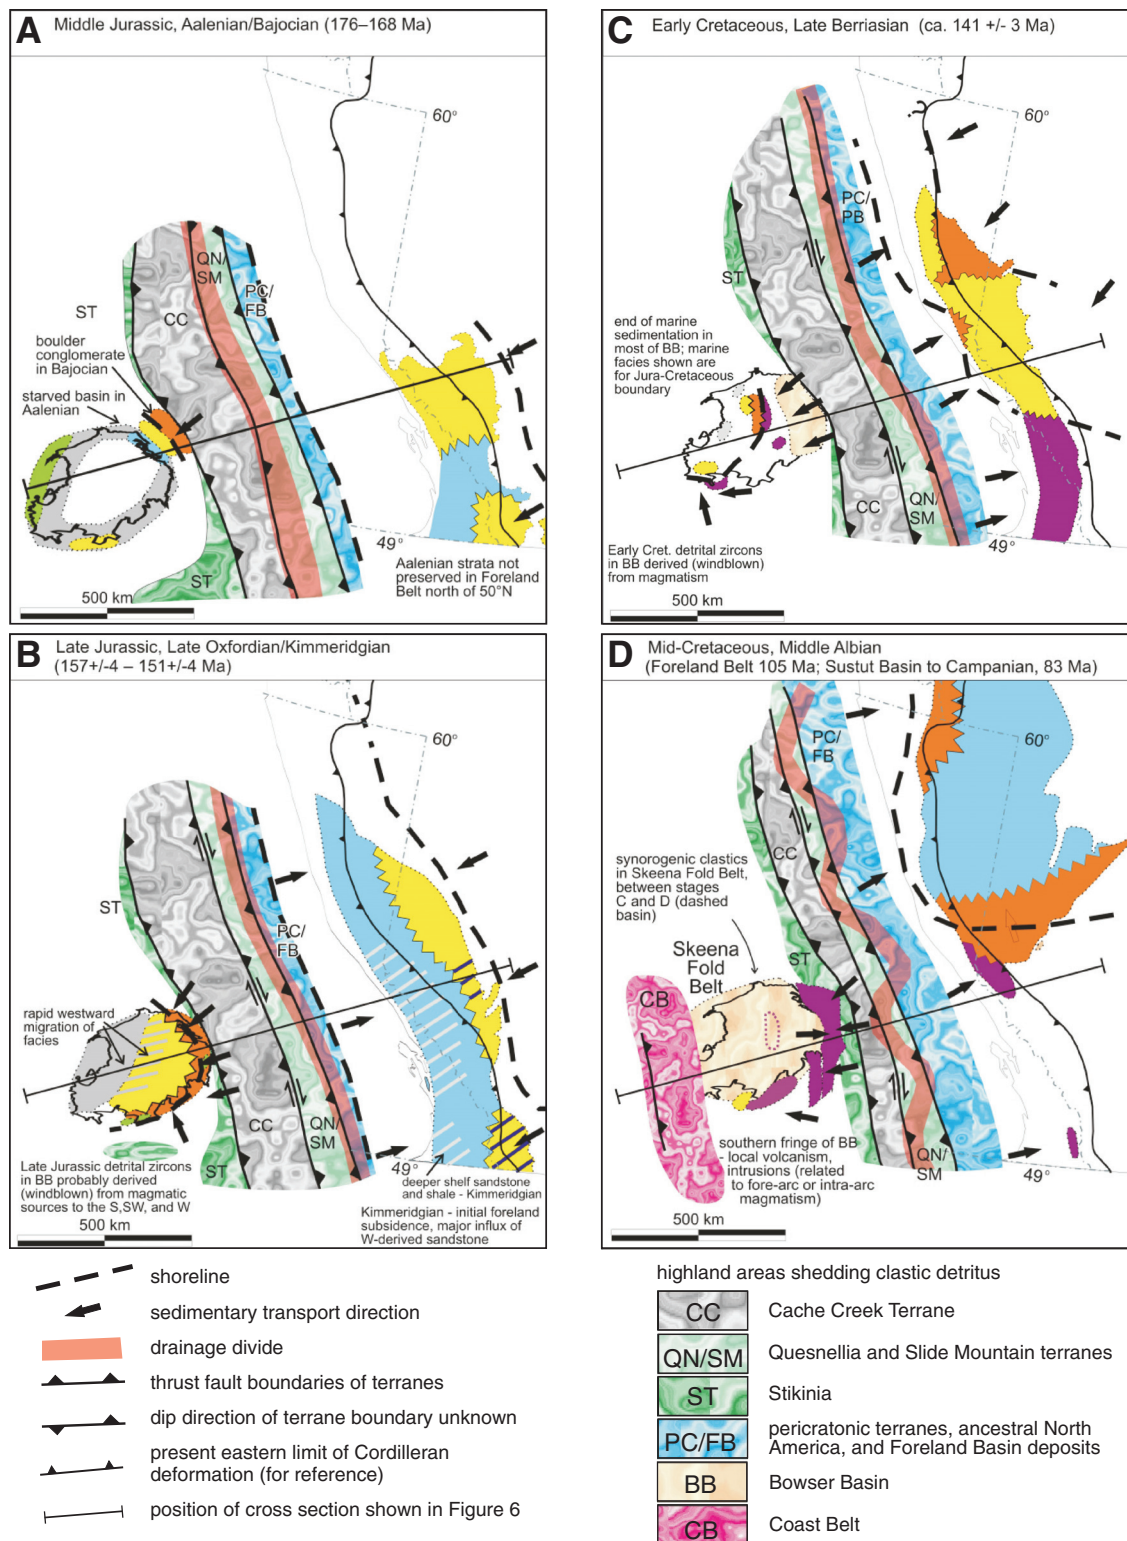 A Middle Jurassic, Aalenian/Bajocian (176–168 Ma)
60°
QN/
SM
PC/
FB
ST
CC
boulder
conglomerate
in Bajocian
starved basin in
Aalenian
ST
49°
Aalenian strata not
preserved in Foreland
Belt north of 50°N
500 km
C Early Cretaceous, Late Berriasian (ca. 141 +/- 3 Ma)
?
60°
PC/
PB
ST
end of marine
sedimentation in
most of BB; marine
facies shown are
for Jura-Cretaceous
boundary
CC
QN/
SM
49°
Early Cret. detrital zircons
in BB derived (windblown)
from magmatism
500 km
B Late Jurassic, Late Oxfordian/Kimmeridgian
(157+/-4 – 151+/-4 Ma)
60°
ST
PC/
FB
rapid westward
migration of
facies
CC
QN/
SM
ST
49°
Late Jurassic detrital zircons
in BB probably derived
(windblown) from magmatic
sources to the S,SW, and W
deeper shelf sandstone
and shale - Kimmeridgian
Kimmeridgian - initial foreland
subsidence, major influx of
W-derived sandstone
500 km
D Mid-Cretaceous, Middle Albian
(Foreland Belt 105 Ma; Sustut Basin to Campanian, 83 Ma)
60°
PC/
FB
CC
synorogenic clastics
in Skeena Fold Belt,
between stages
C and D (dashed
basin)
Skeena
Fold
Belt
ST
CB
southern fringe of BB
- local volcanism,
intrusions (related
to fore-arc or intra-arc
magmatism)
QN/
SM
49°
500 km
shoreline
sedimentary transport direction
drainage divide
thrust fault boundaries of terranes
dip direction of terrane boundary unknown
present eastern limit of Cordilleran
deformation (for reference)
position of cross section shown in Figure 6
highland areas shedding clastic detritus
CC Cache Creek Terrane
QN/SM Quesnellia and Slide Mountain terranes
ST Stikinia
PC/FB pericratonic terranes, ancestral North
America, and Foreland Basin deposits
BB Bowser Basin
CB Coast Belt